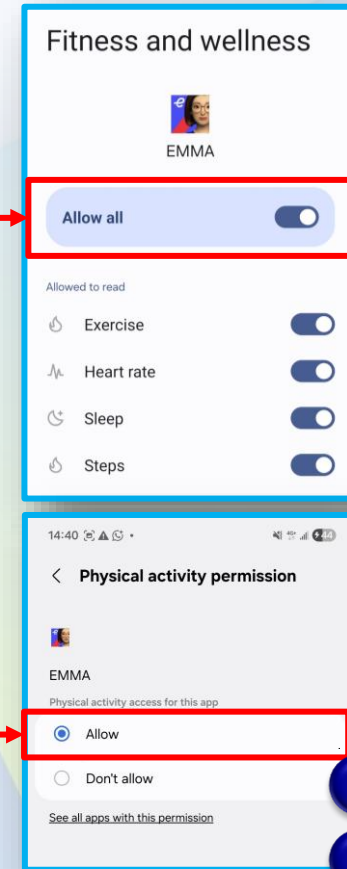 Fitness and wellness
EMMA
Allow all
Allowed to read
Exercise
Heart rate
Sleep
Steps
14:40
44
Physical activity permission
EMMA
Physical activity access for this app
Allow
Don't allow
See all apps with this permission